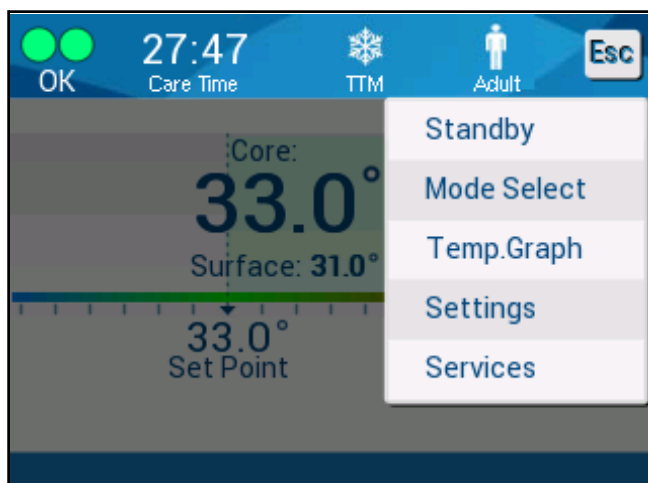 27:47
Esc
OK
Care Time
TTM
Adult
Core:
33.0°
Surface: 31.0°
33.0°
Set Point
Standby
Mode Select
Temp.Graph
Settings
Services